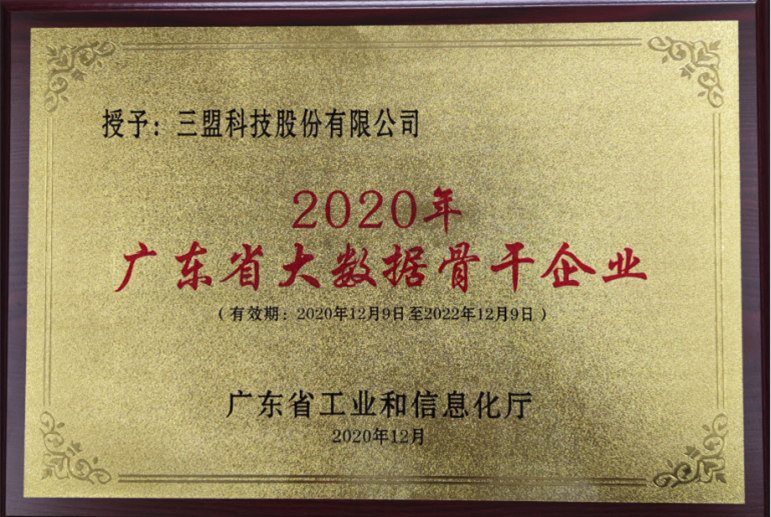 授予：三盟科技股份有限公司
2020年
广东省大数据骨干企业
（有效期：2020年12月9日至2022年12月9日）
广东省工业和信息化厅
2020年12月